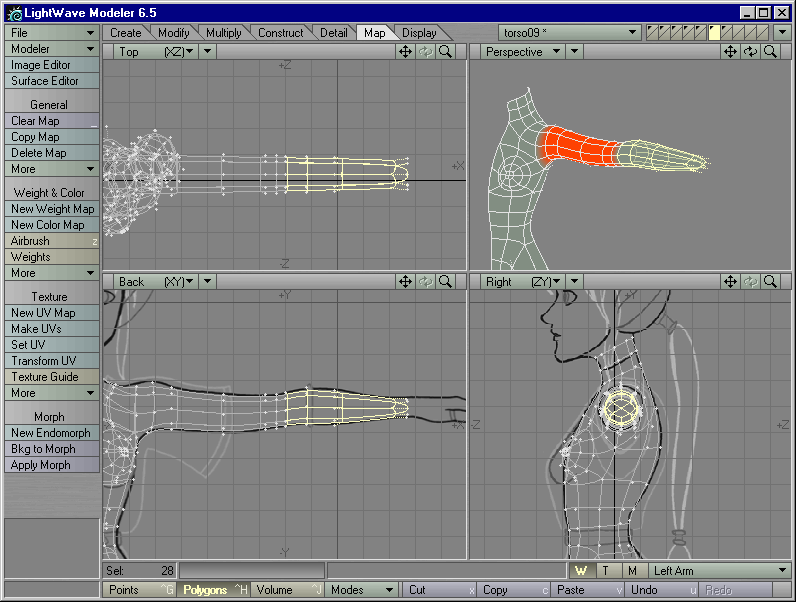 LightWave Modeler 6.5
File
Create Modify Multiply Construct Detail Map Display
torso09 *
Modeler
Top (XZ)
Perspective
Image Editor
Surface Editor
General
Clear Map _
Copy Map
Delete Map
More
Weight & Color
New Weight Map
New Color Map
Airbrush z
Weights
More
Texture
New UV Map
Make UVs
Set UV
Transform UV
Texture Guide
More
Morph
New Endomorph
Bkg to Morph
Apply Morph
+Z
+X
-Z
Back (XY)
Right (ZY)
+Y
+X
-Y
+Y
-Z
+Z
-Y
Sel: 28
W T M Left Arm
Points ^G Polygons ^H Volume ^J Modes Cut x Copy c Paste v Undo u Redo